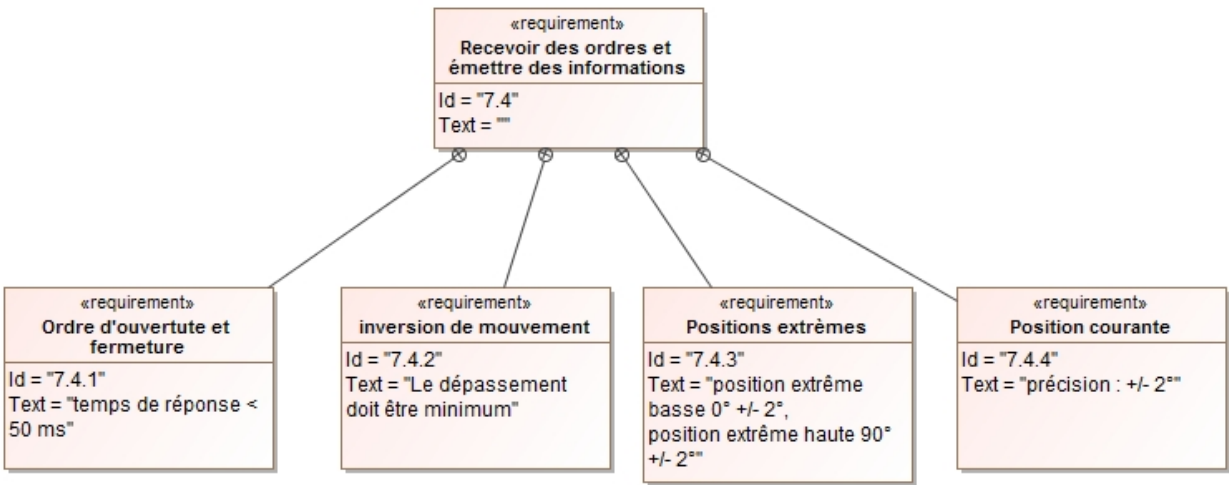 «requirement»
Recevoir des ordres et
émettre des informations
Id = "7.4"
Text = ""
«requirement»
Ordre d'ouvertute et
fermeture
Id = "7.4.1"
Text = "temps de réponse <
50 ms"
«requirement»
inversion de mouvement
Id = "7.4.2"
Text = "Le dépassement
doit être minimum"
«requirement»
Positions extrèmes
Id = "7.4.3"
Text = "position extrême
basse 0° +/- 2°,
position extrême haute 90°
+/- 2°"
«requirement»
Position courante
Id = "7.4.4"
Text = "précision : +/- 2°"